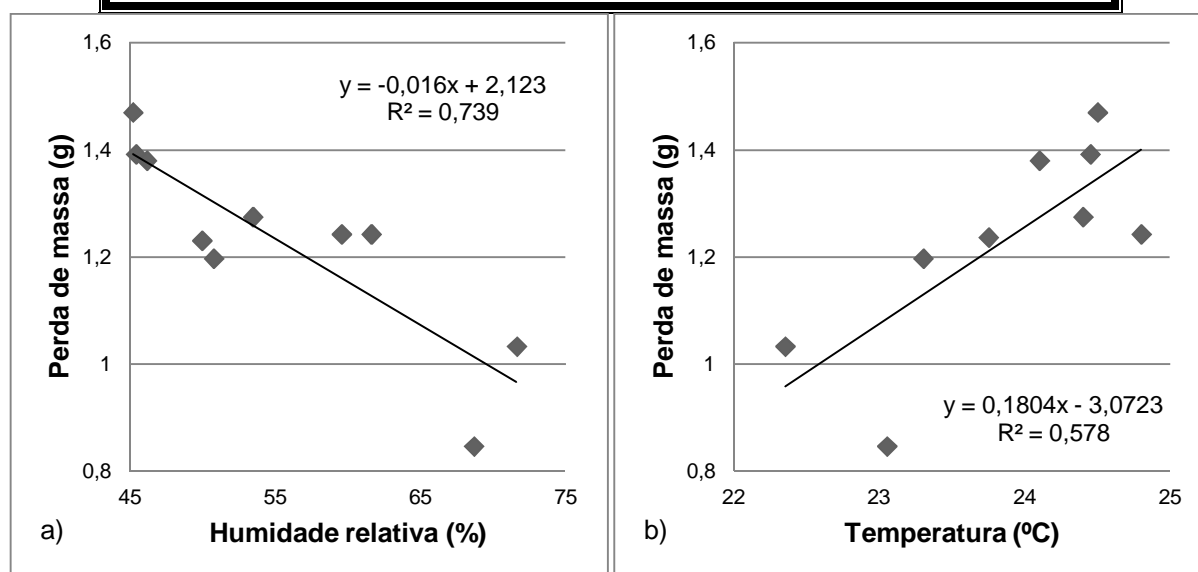 1,6
1,4
1,2
1
0,8
45
55
65
75
Perda de massa (g)
Humidade relativa (%)
y = -0,016x + 2,123
R² = 0,739
a)
1,6
1,4
1,2
1
0,8
22
23
24
25
Perda de massa (g)
Temperatura (ºC)
y = 0,1804x - 3,0723
R² = 0,578
b)